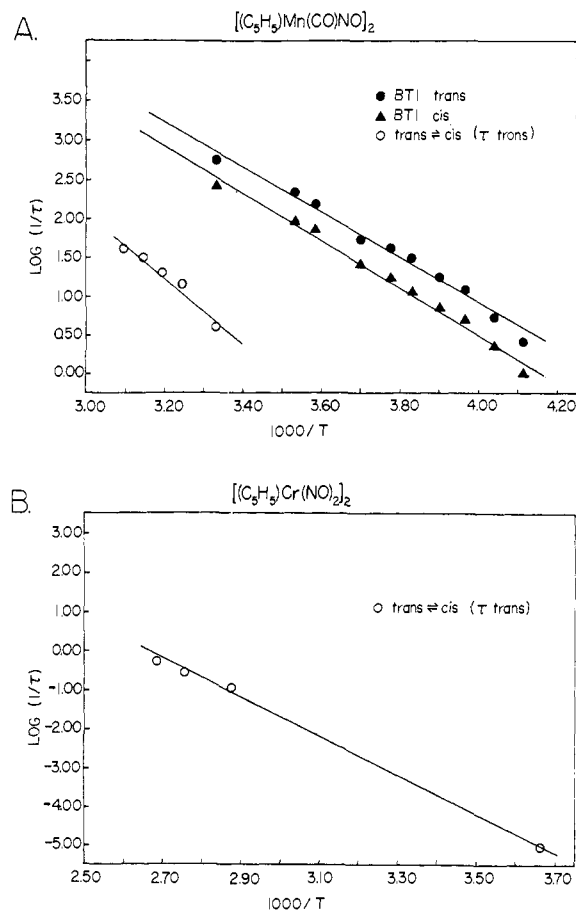 A.
[(C₅H₅)Mn(CO)NO]₂
● BTI trans
▲ BTI cis
○ trans ⇌ cis (τ trons)
LOG (1/τ)
3.50
3.00
2.50
2.00
1.50
1.00
0.50
0.00
3.00 3.20 3.40 3.60 3.80 4.00 4.20
1000/T
B.
[(C₅H₅)Cr(NO)₂]₂
○ trans ⇌ cis (τ trans)
LOG (1/τ)
3.00
2.00
1.00
0.00
-1.00
-2.00
-3.00
-4.00
-5.00
2.50 2.70 2.90 3.10 3.30 3.50 3.70
1000/T